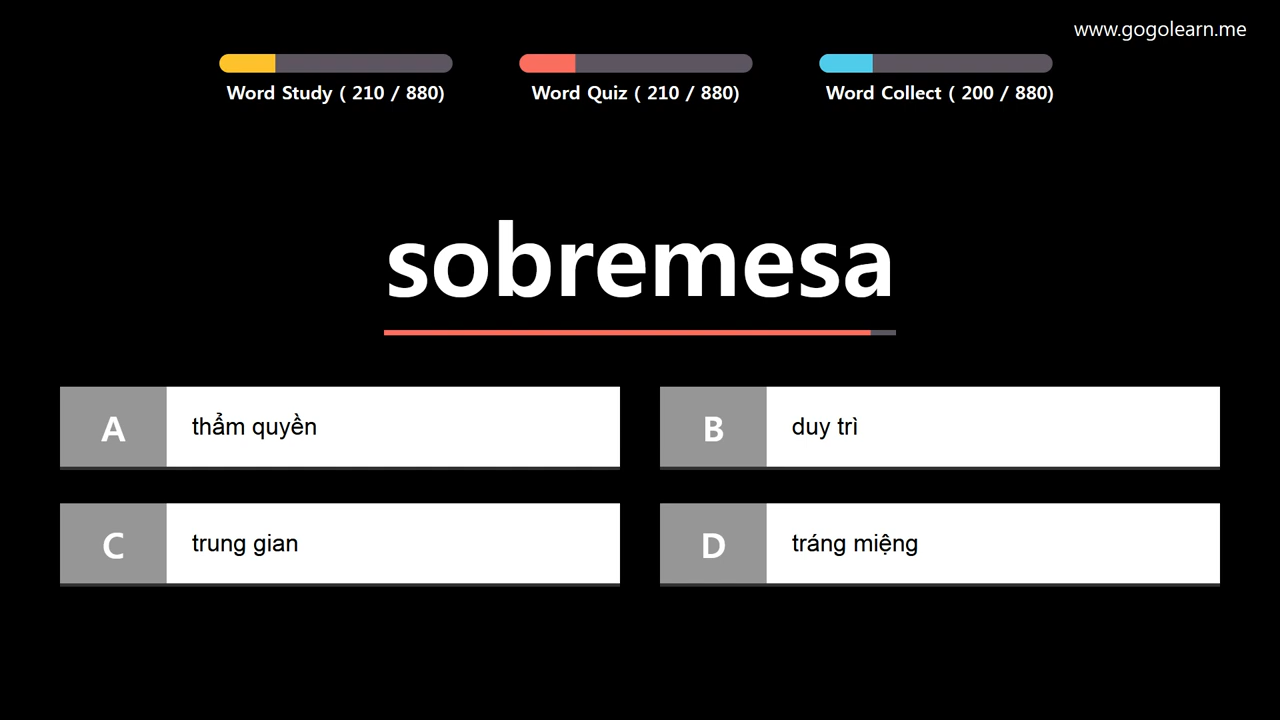 www.gogolearn.me
Word Study ( 210 / 880)
Word Quiz ( 210 / 880)
Word Collect ( 200 / 880)
sobremesa
A thẩm quyền
B duy trì
C trung gian
D tráng miệng